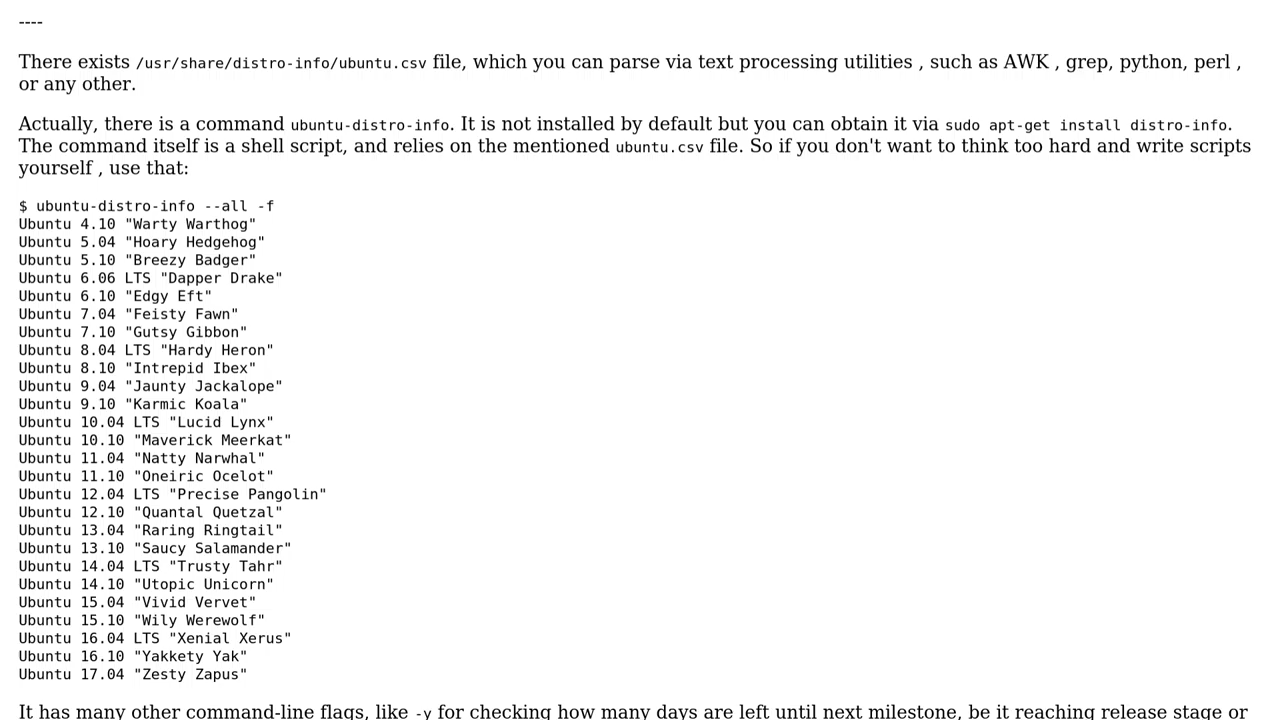 ----
There exists /usr/share/distro-info/ubuntu.csv file, which you can parse via text processing utilities , such as AWK , grep, python, perl ,
or any other.
Actually, there is a command ubuntu-distro-info. It is not installed by default but you can obtain it via sudo apt-get install distro-info.
The command itself is a shell script, and relies on the mentioned ubuntu.csv file. So if you don't want to think too hard and write scripts
yourself , use that:
$ ubuntu-distro-info --all -f
Ubuntu 4.10 "Warty Warthog"
Ubuntu 5.04 "Hoary Hedgehog"
Ubuntu 5.10 "Breezy Badger"
Ubuntu 6.06 LTS "Dapper Drake"
Ubuntu 6.10 "Edgy Eft"
Ubuntu 7.04 "Feisty Fawn"
Ubuntu 7.10 "Gutsy Gibbon"
Ubuntu 8.04 LTS "Hardy Heron"
Ubuntu 8.10 "Intrepid Ibex"
Ubuntu 9.04 "Jaunty Jackalope"
Ubuntu 9.10 "Karmic Koala"
Ubuntu 10.04 LTS "Lucid Lynx"
Ubuntu 10.10 "Maverick Meerkat"
Ubuntu 11.04 "Natty Narwhal"
Ubuntu 11.10 "Oneiric Ocelot"
Ubuntu 12.04 LTS "Precise Pangolin"
Ubuntu 12.10 "Quantal Quetzal"
Ubuntu 13.04 "Raring Ringtail"
Ubuntu 13.10 "Saucy Salamander"
Ubuntu 14.04 LTS "Trusty Tahr"
Ubuntu 14.10 "Utopic Unicorn"
Ubuntu 15.04 "Vivid Vervet"
Ubuntu 15.10 "Wily Werewolf"
Ubuntu 16.04 LTS "Xenial Xerus"
Ubuntu 16.10 "Yakkety Yak"
Ubuntu 17.04 "Zesty Zapus"
It has many other command-line flags, like -y for checking how many days are left until next milestone, be it reaching release stage or